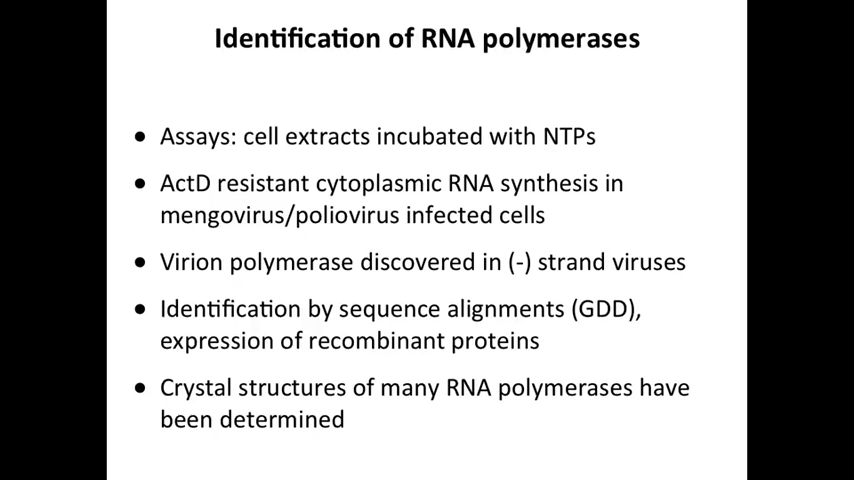 Identification of RNA polymerases
• Assays: cell extracts incubated with NTPs
• ActD resistant cytoplasmic RNA synthesis in
mengovirus/poliovirus infected cells
• Virion polymerase discovered in (-) strand viruses
• Identification by sequence alignments (GDD),
expression of recombinant proteins
• Crystal structures of many RNA polymerases have
been determined